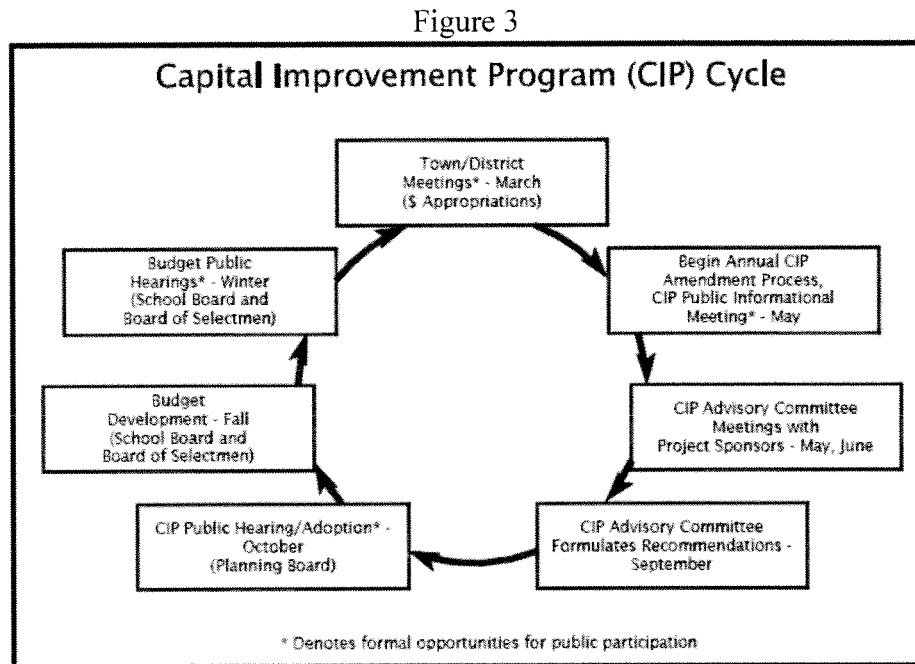 Figure 3
Capital Improvement Program (CIP) Cycle
Town/District
Meetings* - March
($ Appropriations)
Begin Annual CIP
Amendment Process,
CIP Public Informational
Meeting* - May
CIP Advisory Committee
Meetings with
Project Sponsors - May, June
CIP Advisory Committee
Formulates Recommendations -
September
CIP Public Hearing/Adoption* -
October
(Planning Board)
Budget
Development - Fall
(School Board and
Board of Selectmen)
Budget Public
Hearings* - Winter
(School Board and
Board of Selectmen)
* Denotes formal opportunities for public participation